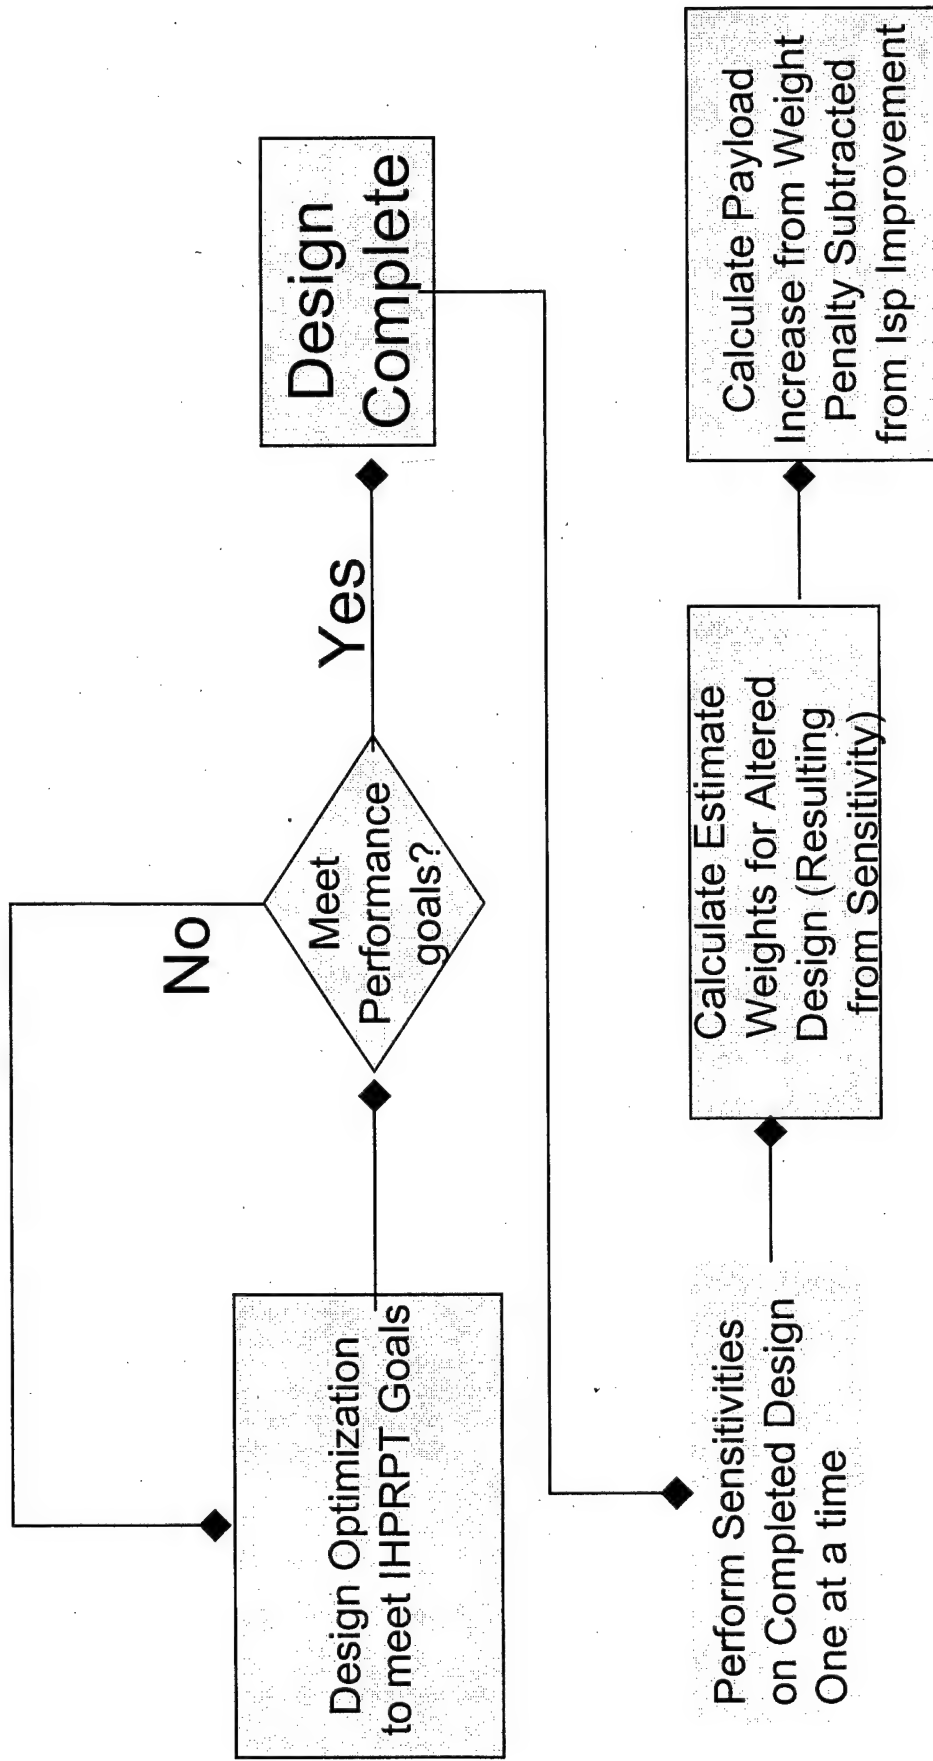 Design Optimization
to meet IHPRPT Goals
No
Meet
Performance
goals?
Yes
Design
Complete
Perform Sensitivities
on Completed Design
One at a time
Calculate Estimate
Weights for Altered
Design (Resulting
from Sensitivity)
Calculate Payload
Increase from Weight
Penalty Subtracted
from Isp Improvement